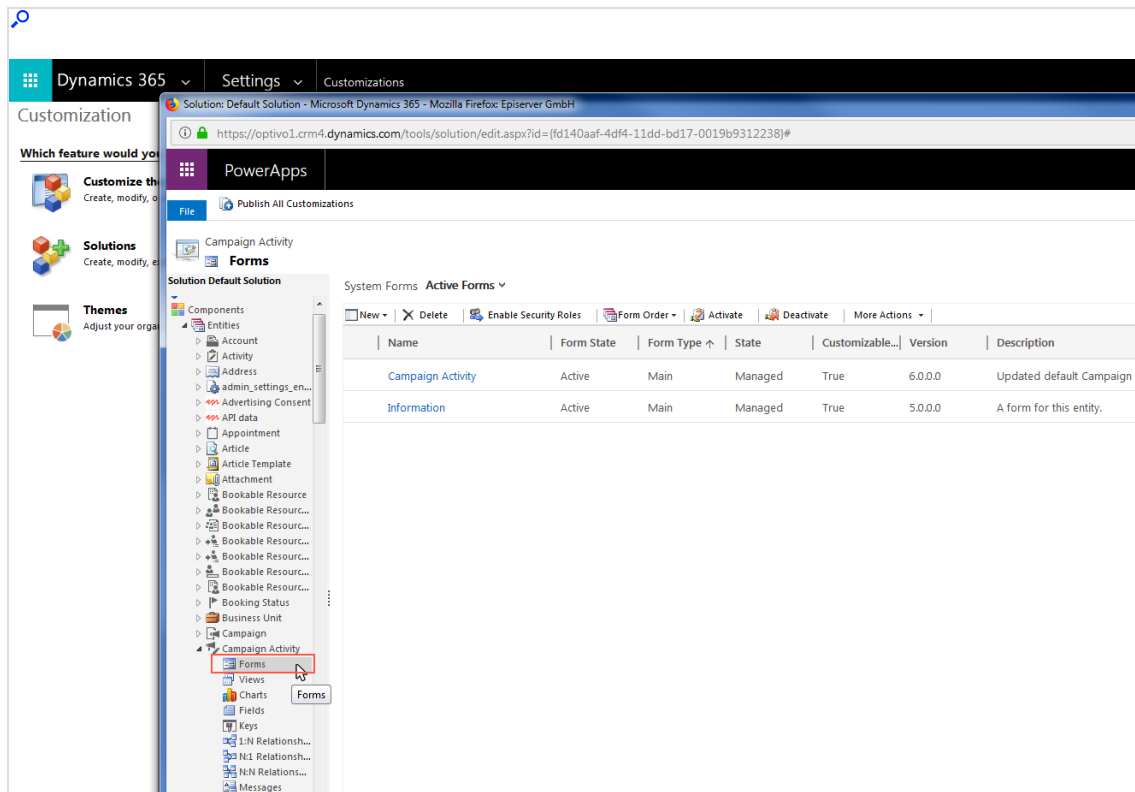 Dynamics 365 Settings Customizations
Customization
Which feature would you
Customize the
Create, modify, o
Solutions
Create, modify, e
Themes
Adjust your orga
Solution: Default Solution - Microsoft Dynamics 365 - Mozilla Firefox: Episerver GmbH
https://optivo1.crm4.dynamics.com/tools/solution/edit.aspx?id={fd140aaf-4df4-11dd-bd17-0019b9312238}#
PowerApps
File Publish All Customizations
Campaign Activity
Forms
Solution Default Solution
Components
Entities
Account
Activity
Address
admin_settings_en...
Advertising Consent
API data
Appointment
Article
Article Template
Attachment
Bookable Resource
Bookable Resourc...
Bookable Resourc...
Bookable Resourc...
Bookable Resourc...
Bookable Resourc...
Bookable Resourc...
Booking Status
Business Unit
Campaign
Campaign Activity
Forms
Views
Charts
Forms
Fields
Keys
1:N Relationsh...
N:1 Relationsh...
N:N Relations...
Messages
System Forms Active Forms
New Delete Enable Security Roles Form Order Activate Deactivate More Actions
Name Form State Form Type State Customizable... Version Description
Campaign Activity Active Main Managed True 6.0.0.0 Updated default Campaign
Information Active Main Managed True 5.0.0.0 A form for this entity.